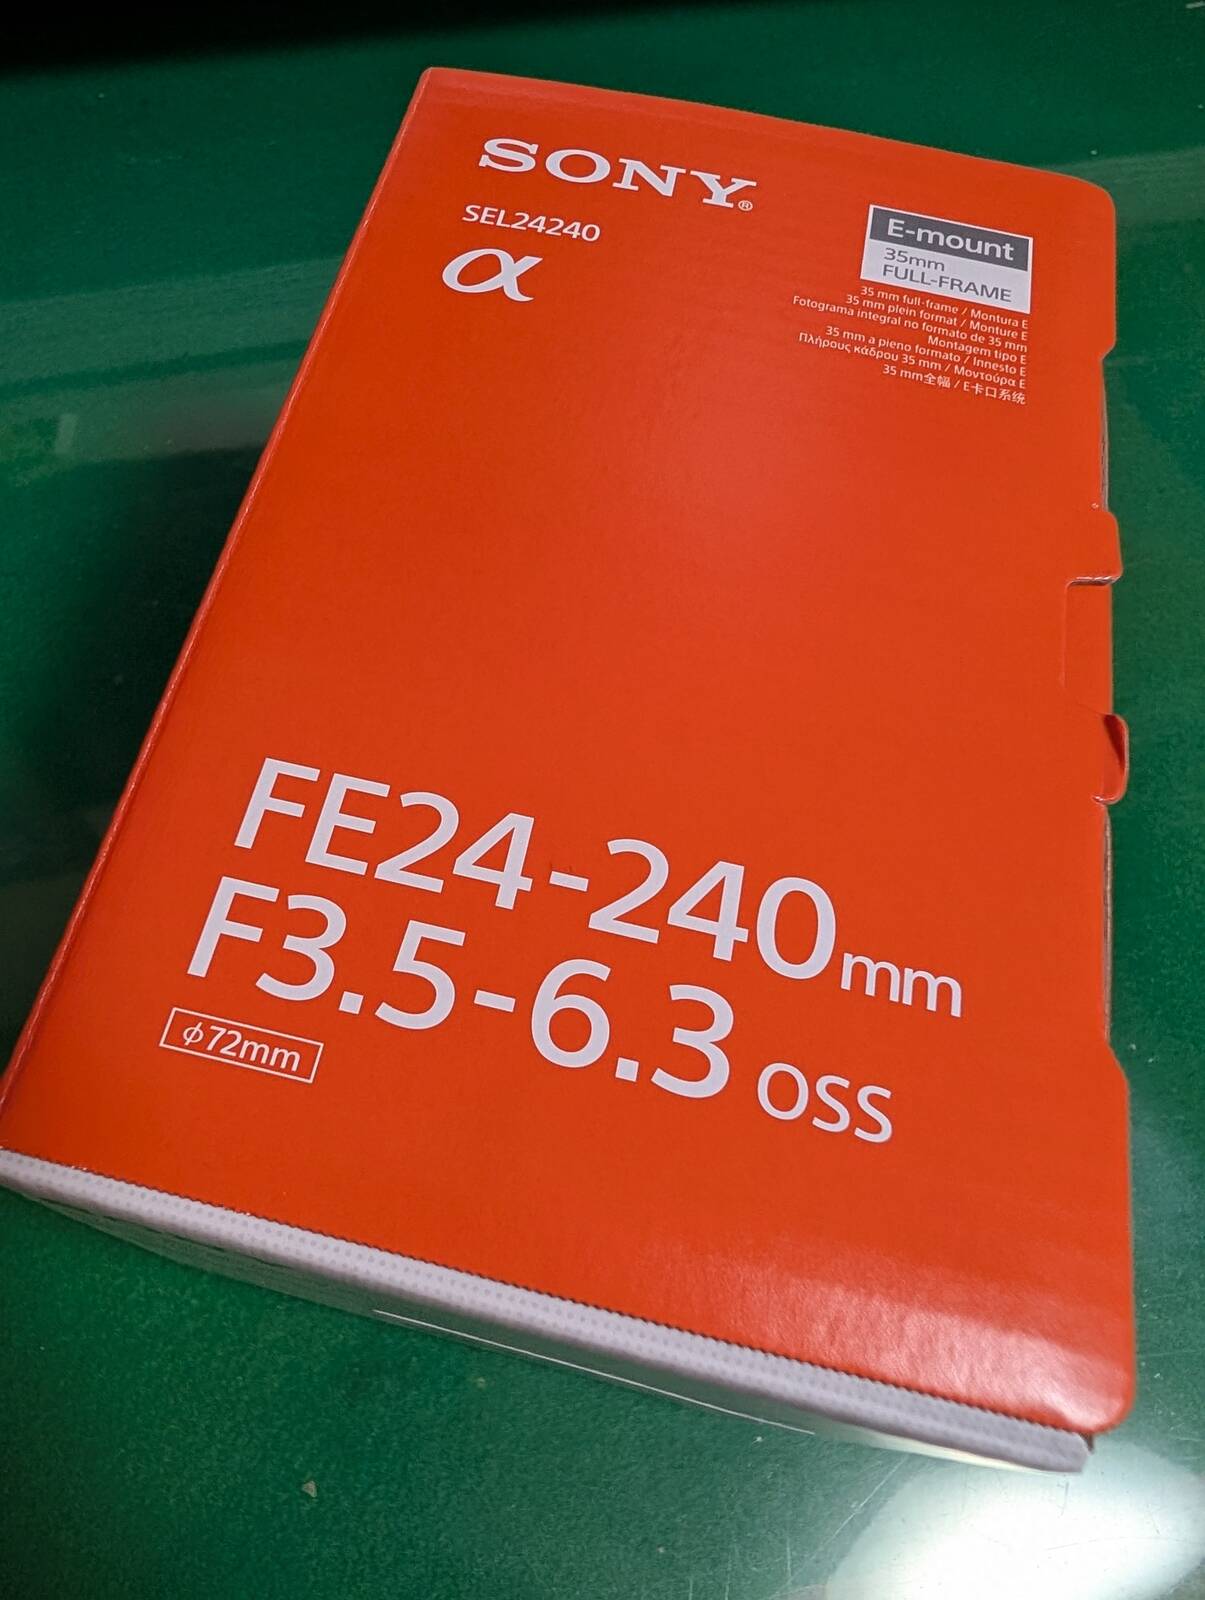 SONY®
SEL24240
α
E-mount
35mm
FULL-FRAME
35 mm full-frame / Montura E
35 mm plein format / Monture E
Fotograma integral no formato de 35 mm
Montagem tipo E
35 mm a pieno formato / Innesto E
Πλήρους κάδρου 35 mm / Μοντούρα E
35 mm全幅 / E卡口系统
FE24-240mm
F3.5-6.3 OSS
ϕ72mm